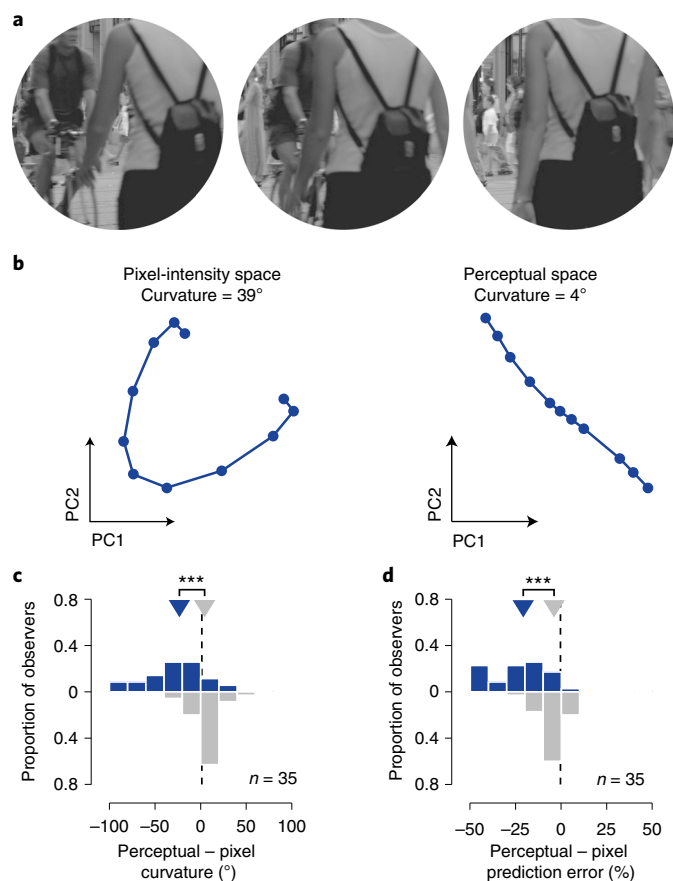 a
b
Pixel-intensity space
Curvature = 39°
Perceptual space
Curvature = 4°
PC2
PC1
PC2
PC1
c
***
0.8
0.4
0
0.4
0.8
Proportion of observers
n = 35
–100
–50
0
50
100
Perceptual – pixel
curvature (°)
d
***
0.8
0.4
0
0.4
0.8
Proportion of observers
n = 35
–50
–25
0
25
50
Perceptual – pixel
prediction error (%)